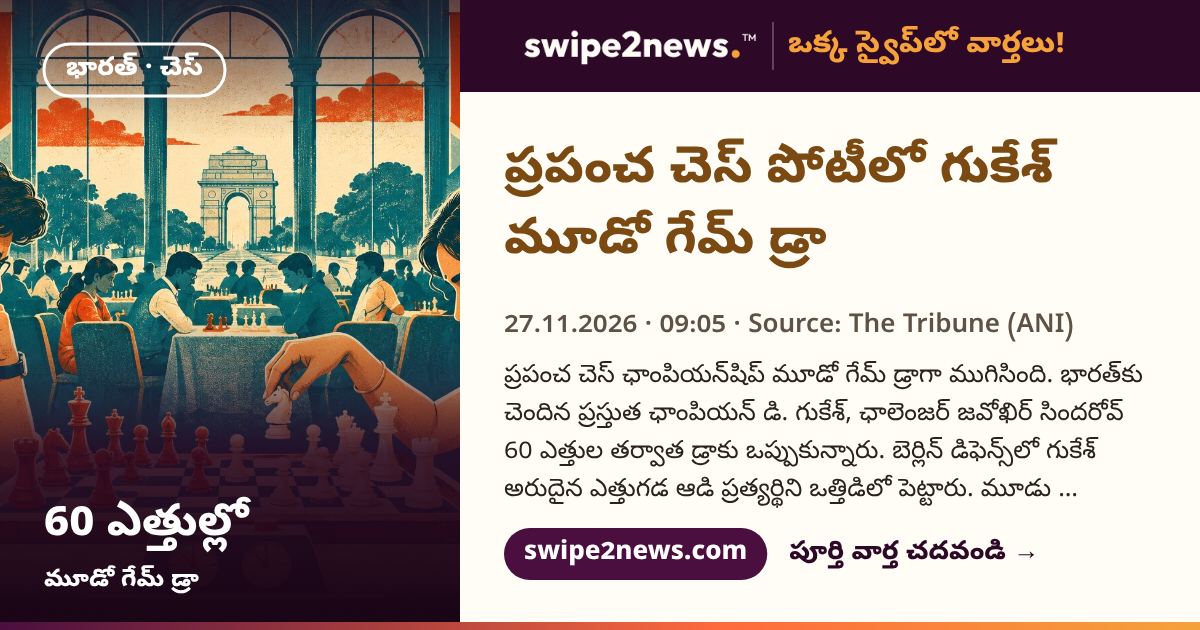 భారత్ · చెస్
60 ఎత్తుల్లో
మూడో గేమ్ డ్రా
swipe2news.™
ఒక్క స్వైప్‌లో వార్తలు!
ప్రపంచ చెస్ పోటీలో గుకేశ్
మూడో గేమ్ డ్రా
27.11.2026 · 09:05 · Source: The Tribune (ANI)
ప్రపంచ చెస్ ఛాంపియన్‌షిప్ మూడో గేమ్ డ్రాగా ముగిసింది. భారత్‌కు
చెందిన ప్రస్తుత ఛాంపియన్ డి. గుకేశ్, ఛాలెంజర్ జవోఖిర్ సిందరోవ్
60 ఎత్తుల తర్వాత డ్రాకు ఒప్పుకున్నారు. బెర్లిన్ డిఫెన్స్‌లో గుకేశ్
అరుదైన ఎత్తుగడ ఆడి ప్రత్యర్థిని ఒత్తిడిలో పెట్టారు. మూడు ...
swipe2news.com
పూర్తి వార్త చదవండి →